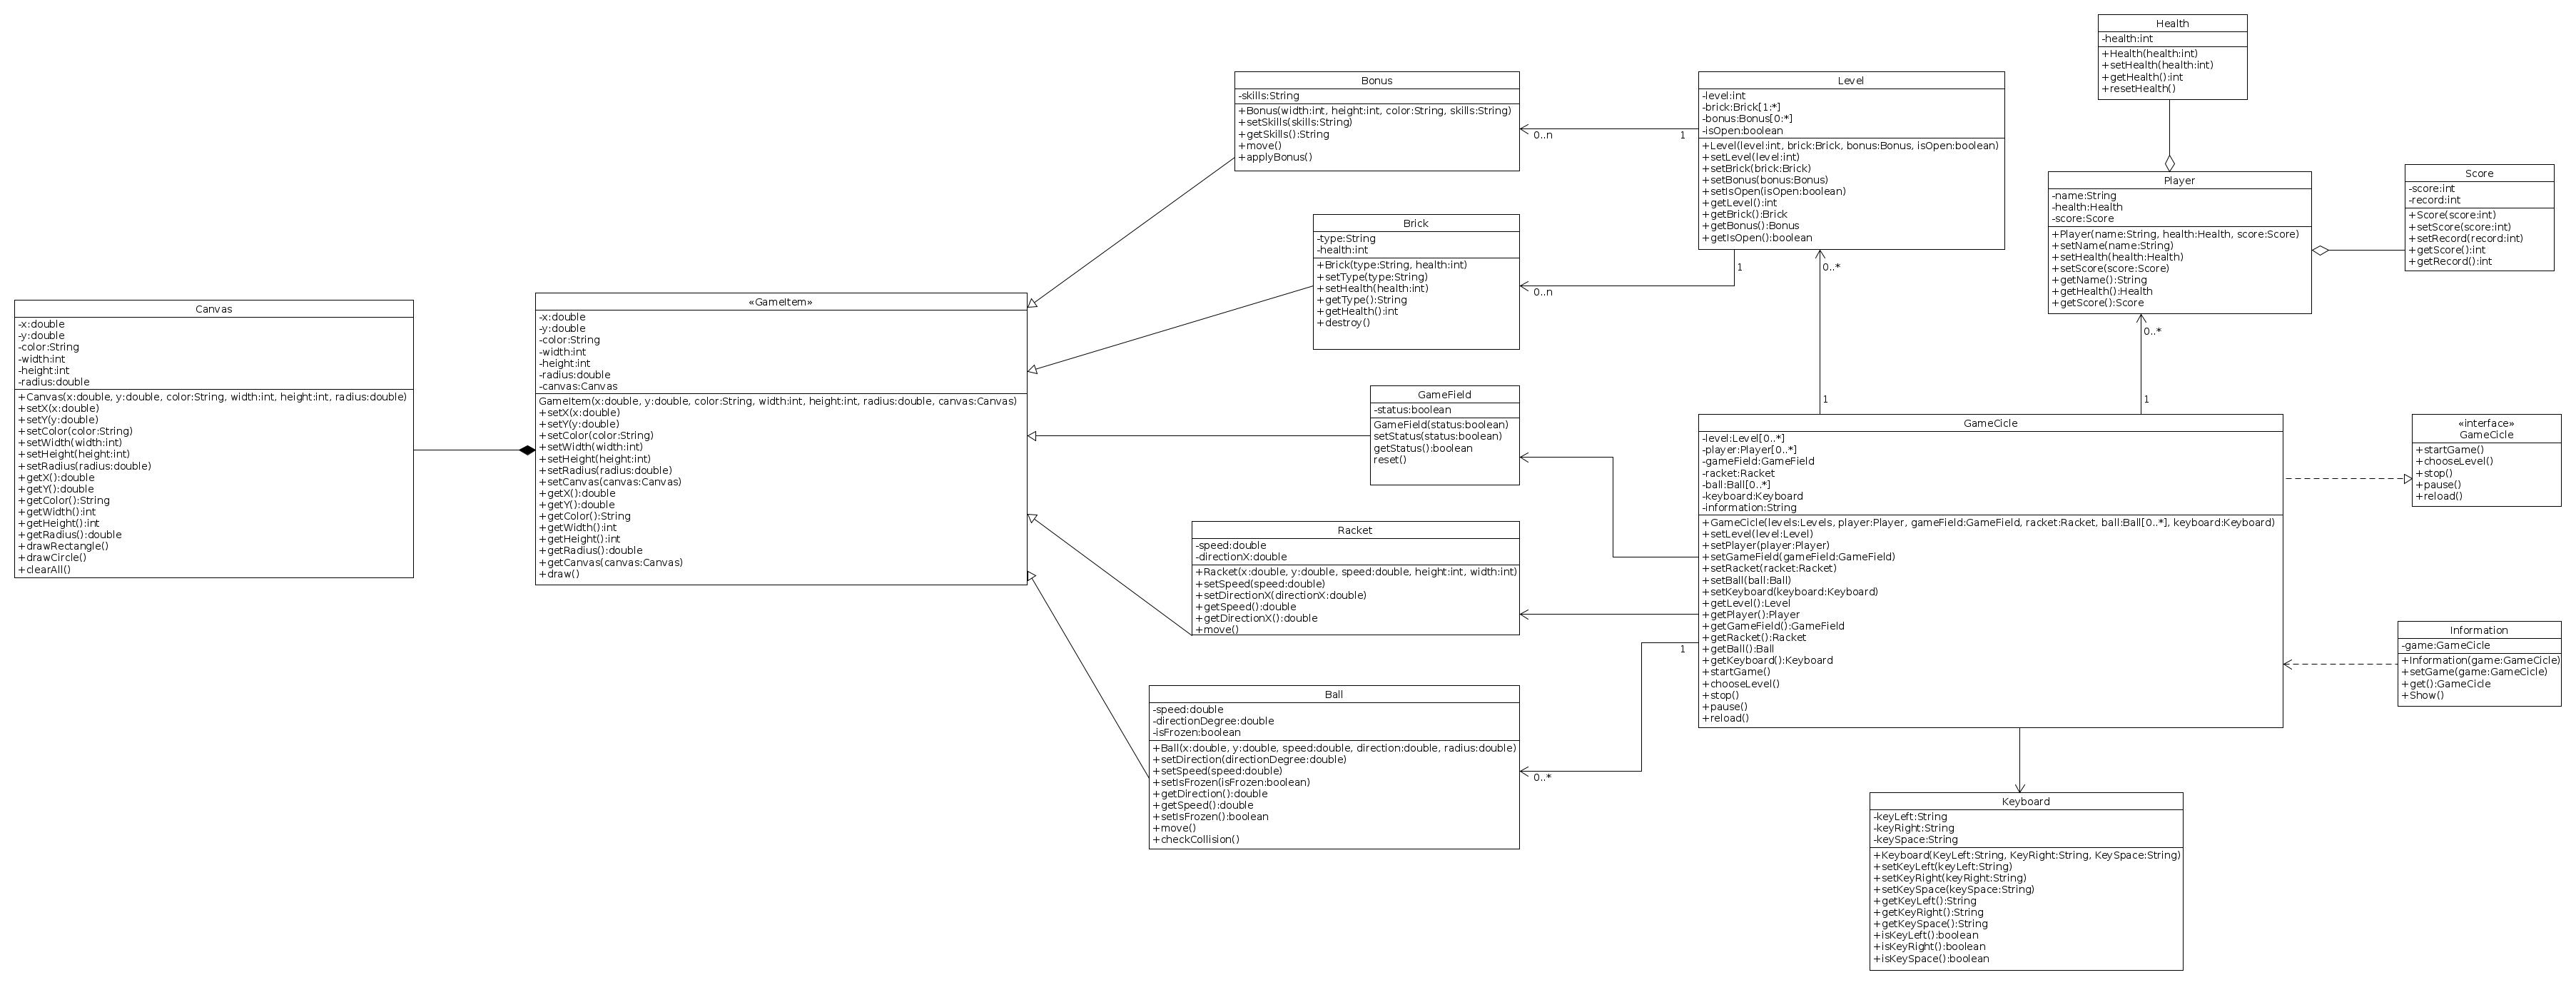 Health
-health:int
+Health(health:int)
+setHealth(health:int)
+getHealth():int
+resetHealth()
Bonus
-skills:String
+Bonus(width:int, height:int, color:String, skills:String)
+setSkills(skills:String)
+getSkills():String
+move()
+applyBonus()
0..n
1
Level
-level:int
-brick:Brick[1:*]
-bonus:Bonus[0:*]
-isOpen:boolean
+Level(level:int, brick:Brick, bonus:Bonus, isOpen:boolean)
+setLevel(level:int)
+setBrick(brick:Brick)
+setBonus(bonus:Bonus)
+setIsOpen(isOpen:boolean)
+getLevel():int
+getBrick():Brick
+getBonus():Bonus
+getIsOpen():boolean
Player
-name:String
-health:Health
-score:Score
+Player(name:String, health:Health, score:Score)
+setName(name:String)
+setHealth(health:Health)
+setScore(score:Score)
+getName():String
+getHealth():Health
+getScore():Score
Score
-score:int
-record:int
+Score(score:int)
+setScore(score:int)
+setRecord(record:int)
+getScore():int
+getRecord():int
Brick
-type:String
-health:int
+Brick(type:String, health:int)
+setType(type:String)
+setHealth(health:int)
+getType():String
+getHealth():int
+destroy()
0..n
1
0..*
1
0..*
1
Canvas
-x:double
-y:double
-color:String
-width:int
-height:int
-radius:double
+Canvas(x:double, y:double, color:String, width:int, height:int, radius:double)
+setX(x:double)
+setY(y:double)
+setColor(color:String)
+setWidth(width:int)
+setHeight(height:int)
+setRadius(radius:double)
+getX():double
+getY():double
+getColor():String
+getWidth():int
+getHeight():int
+getRadius():double
+drawRectangle()
+drawCircle()
+clearAll()
«GameItem»
-x:double
-y:double
-color:String
-width:int
-height:int
-radius:double
-canvas:Canvas
GameItem(x:double, y:double, color:String, width:int, height:int, radius:double, canvas:Canvas)
+setX(x:double)
+setY(y:double)
+setColor(color:String)
+setWidth(width:int)
+setHeight(height:int)
+setRadius(radius:double)
+setCanvas(canvas:Canvas)
+getX():double
+getY():double
+getColor():String
+getWidth():int
+getHeight():int
+getRadius():double
+getCanvas(canvas:Canvas)
+draw()
GameField
-status:boolean
GameField(status:boolean)
setStatus(status:boolean)
getStatus():boolean
reset()
Racket
-speed:double
-directionX:double
+Racket(x:double, y:double, speed:double, height:int, width:int)
+setSpeed(speed:double)
+setDirectionX(directionX:double)
+getSpeed():double
+getDirectionX():double
+move()
Ball
-speed:double
-directionDegree:double
-isFrozen:boolean
+Ball(x:double, y:double, speed:double, direction:double, radius:double)
+setDirection(directionDegree:double)
+setSpeed(speed:double)
+setIsFrozen(isFrozen:boolean)
+getDirection():double
+getSpeed():double
+setIsFrozen():boolean
+move()
+checkCollision()
1
0..*
GameCicle
-level:Level[0..*]
-player:Player[0..*]
-gameField:GameField
-racket:Racket
-ball:Ball[0..*]
-keyboard:Keyboard
-information:String
+GameCicle(levels:Levels, player:Player, gameField:GameField, racket:Racket, ball:Ball[0..*], keyboard:Keyboard)
+setLevel(level:Level)
+setPlayer(player:Player)
+setGameField(gameField:GameField)
+setRacket(racket:Racket)
+setBall(ball:Ball)
+setKeyboard(keyboard:Keyboard)
+getLevel():Level
+getPlayer():Player
+getGameField():GameField
+getRacket():Racket
+getBall():Ball
+getKeyboard():Keyboard
+startGame()
+chooseLevel()
+stop()
+pause()
+reload()
«interface»
GameCicle
+startGame()
+chooseLevel()
+stop()
+pause()
+reload()
Information
-game:GameCicle
+Information(game:GameCicle)
+setGame(game:GameCicle)
+get():GameCicle
+Show()
Keyboard
-keyLeft:String
-keyRight:String
-keySpace:String
+Keyboard(KeyLeft:String, KeyRight:String, KeySpace:String)
+setKeyLeft(keyLeft:String)
+setKeyRight(keyRight:String)
+setKeySpace(keySpace:String)
+getKeyLeft():String
+getKeyRight():String
+getKeySpace():String
+isKeyLeft():boolean
+isKeyRight():boolean
+isKeySpace():boolean